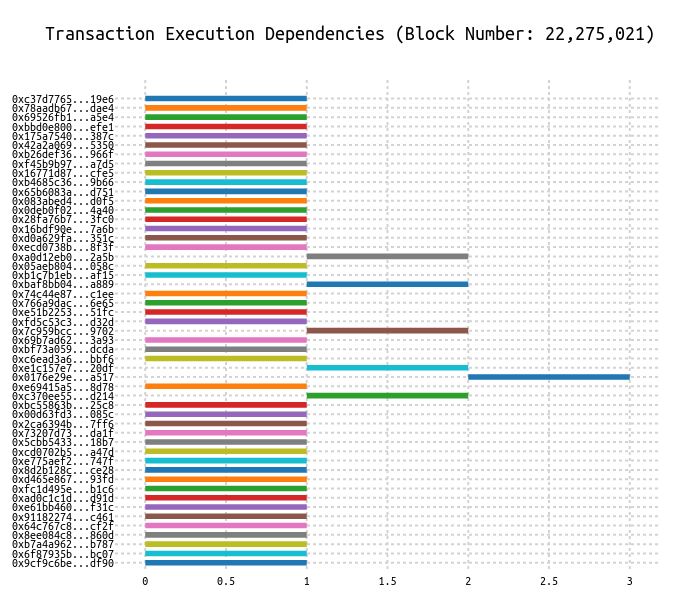 Transaction Execution Dependencies (Block Number: 22,275,021)
0xc37d7765...19e6
0x78aadb67...dae4
0x69526fb1...a5e4
0xbbd0e800...efe1
0x175a7540...387c
0x42a2a069...5350
0xb26def36...966f
0xf45b9b97...a7d5
0x16771d87...cfe5
0xb4685c36...9b66
0x65b6083a...d751
0x083abed4...d0f5
0x0deb0f02...4a40
0x28fa76b7...3fc0
0x16bdf90e...7a6b
0xd0a629fa...351c
0xecd0738b...8f3f
0xa0d12eb0...2a5b
0x05aeb804...058c
0xb1c7b1eb...af15
0xbaf8bb04...a889
0x74c44e87...c1ee
0x766a9dac...6e65
0xe51b2253...51fc
0xfd5c53c3...d32d
0x7c959bcc...9702
0x69b7ad62...3a93
0xbf73a059...dcda
0xc6ead3a6...bbf6
0xe1c157e7...20df
0x0176e29e...a517
0xe69415a5...8d78
0xc370ee55...d214
0xbc55863b...25c8
0x00d63fd3...085c
0x2ca6394b...7ff6
0x73207d73...da1f
0x5cbb5433...18b7
0xcd0702b5...a47d
0xe775aef2...747f
0x8d2b128c...ce28
0xd465e867...93fd
0xfc1d495e...b1c6
0xad0c1c1d...d91d
0xe61bb460...f31c
0x91182274...c461
0x64c767c8...cf2f
0x8ee084c8...860d
0xb7a4a962...b787
0x6f87935b...bc07
0x9cf9c6be...df90
0 0.5 1 1.5 2 2.5 3